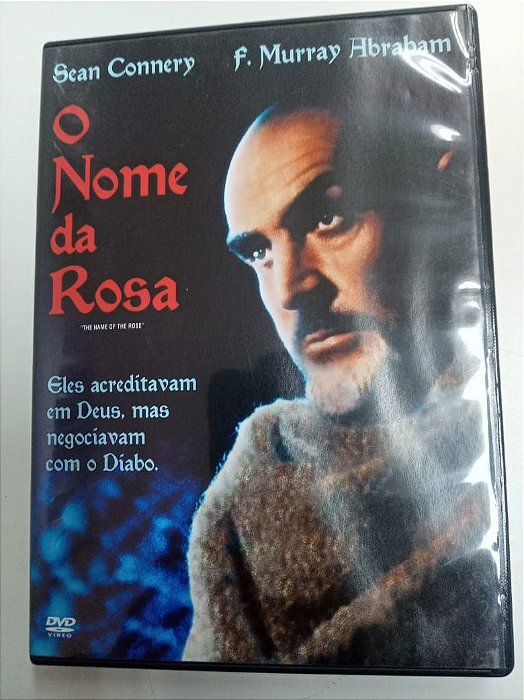 Sean Connery F. Murray Abraham
O
Nome
da
Rosa
"THE NAME OF THE ROSE"
Eles acreditavam
em Deus, mas
negociavam
com o Diabo.
DVD
VIDEO